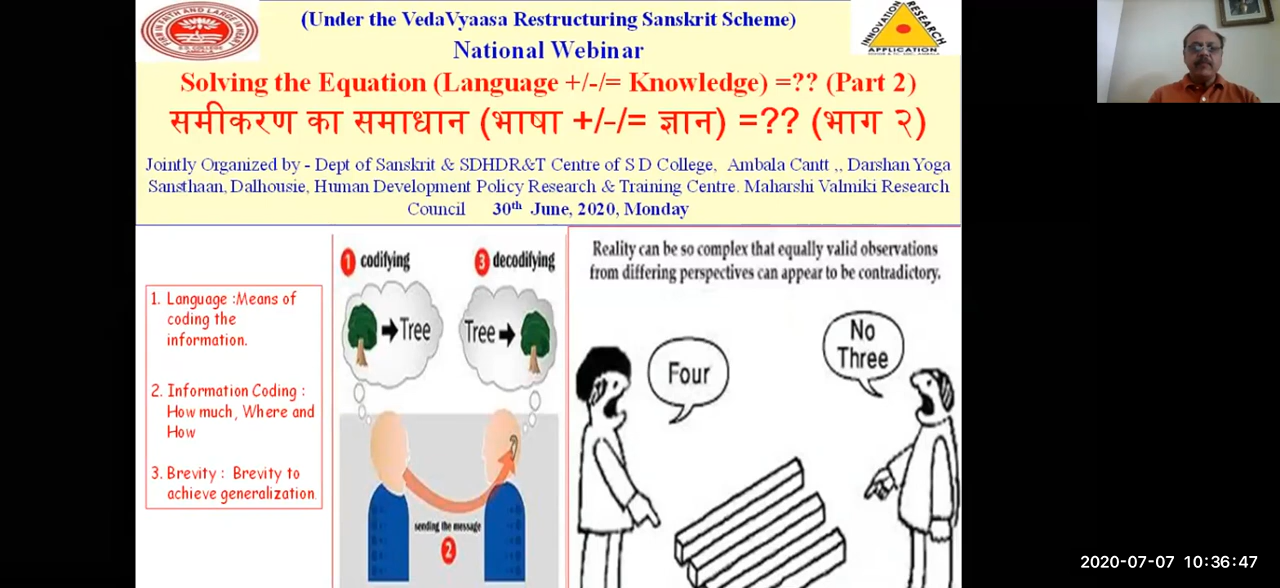 (Under the VedaVyaasa Restructuring Sanskrit Scheme)
National Webinar
Solving the Equation (Language +/-/= Knowledge) =?? (Part 2)
समीकरण का समाधान (भाषा +/-/= ज्ञान) =?? (भाग २)
Jointly Organized by - Dept of Sanskrit & SDHDR&T Centre of S D College, Ambala Cantt ,, Darshan Yoga
Sansthaan, Dalhousie, Human Development Policy Research & Training Centre. Maharshi Valmiki Research
Council 30th June, 2020, Monday
INNOVATION
RESEARCH
APPLICATION
1. Language :Means of
coding the
information.
2. Information Coding :
How much, Where and
How
3. Brevity : Brevity to
achieve generalization.
1 codifying
3 decodifying
Tree
Tree
sending the message
2
Reality can be so complex that equally valid observations
from differing perspectives can appear to be contradictory.
Four
No
Three
2020-07-07 10:36:47